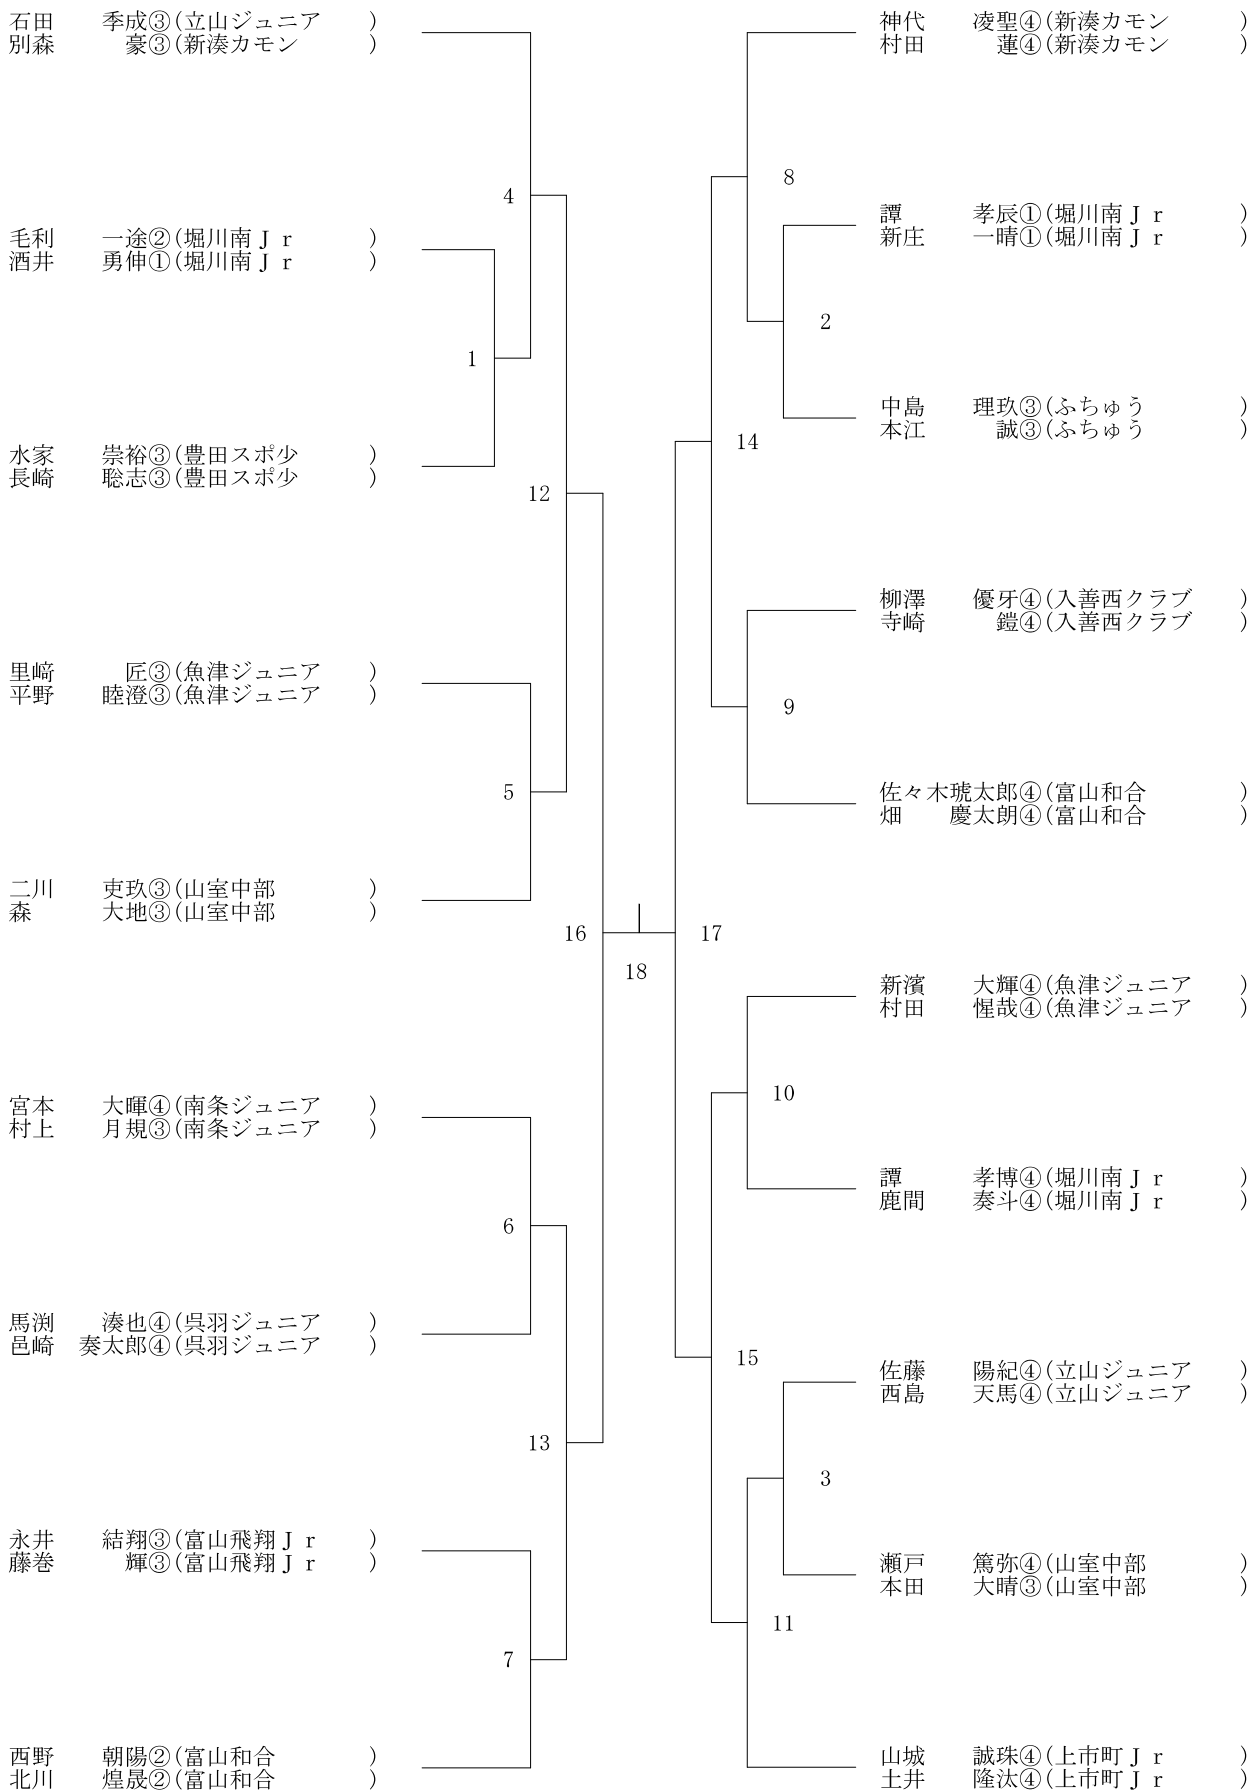 石田 季成③(立山ジュニア )
別森 豪③(新湊カモン )
4
毛利 一途②(堀川南Ｊｒ )
酒井 勇伸①(堀川南Ｊｒ )
1
水家 崇裕③(豊田スポ少 )
長崎 聡志③(豊田スポ少 )
12
里﨑 匠③(魚津ジュニア )
平野 睦澄③(魚津ジュニア )
5
二川 吏玖③(山室中部 )
森 大地③(山室中部 )
16
18
宮本 大暉④(南条ジュニア )
村上 月規③(南条ジュニア )
6
馬渕 湊也④(呉羽ジュニア )
邑崎 奏太郎④(呉羽ジュニア )
13
永井 結翔③(富山飛翔Ｊｒ )
藤巻 輝③(富山飛翔Ｊｒ )
7
西野 朝陽②(富山和合 )
北川 煌晟②(富山和合 )
神代 凌聖④(新湊カモン )
村田 蓮④(新湊カモン )
8
譚 孝辰①(堀川南Ｊｒ )
新庄 一晴①(堀川南Ｊｒ )
2
中島 理玖③(ふちゅう )
本江 誠③(ふちゅう )
14
柳澤 優牙④(入善西クラブ )
寺崎 鎧④(入善西クラブ )
9
佐々木琥太郎④(富山和合 )
畑 慶太朗④(富山和合 )
17
新濱 大輝④(魚津ジュニア )
村田 惺哉④(魚津ジュニア )
10
譚 孝博④(堀川南Ｊｒ )
鹿間 奏斗④(堀川南Ｊｒ )
15
佐藤 陽紀④(立山ジュニア )
西島 天馬④(立山ジュニア )
3
瀬戸 篤弥④(山室中部 )
本田 大晴③(山室中部 )
11
山城 誠珠④(上市町Ｊｒ )
土井 隆汰④(上市町Ｊｒ )